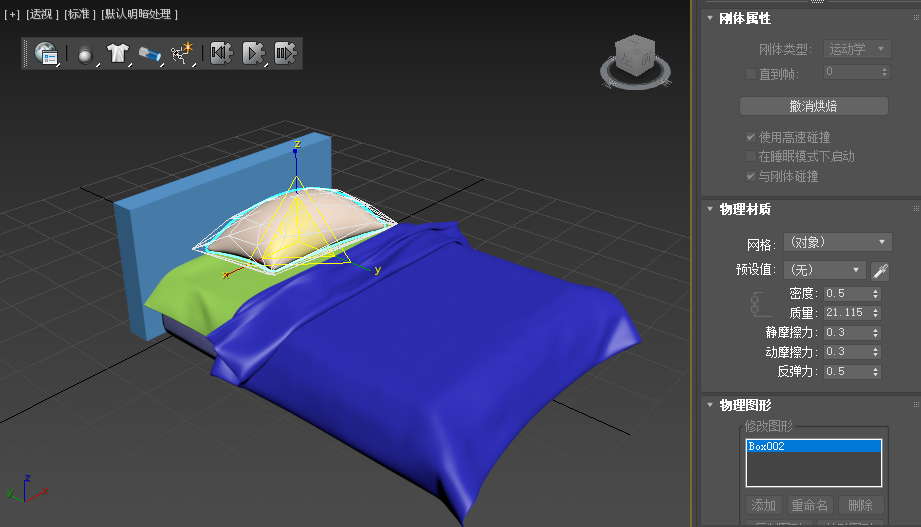 [+] [透视] [标准] [默认明暗处理]
刚体属性
刚体类型: 运动学
直到帧: 0
撤消烘焙
使用高速碰撞
在睡眠模式下启动
与刚体碰撞
物理材质
网格: (对象)
预设值: (无)
密度: 0.5
质量: 21.115
静摩擦力: 0.3
动摩擦力: 0.3
反弹力: 0.5
物理图形
修改图形
Box002
添加 重命名 删除
z
x
y
z
y
x